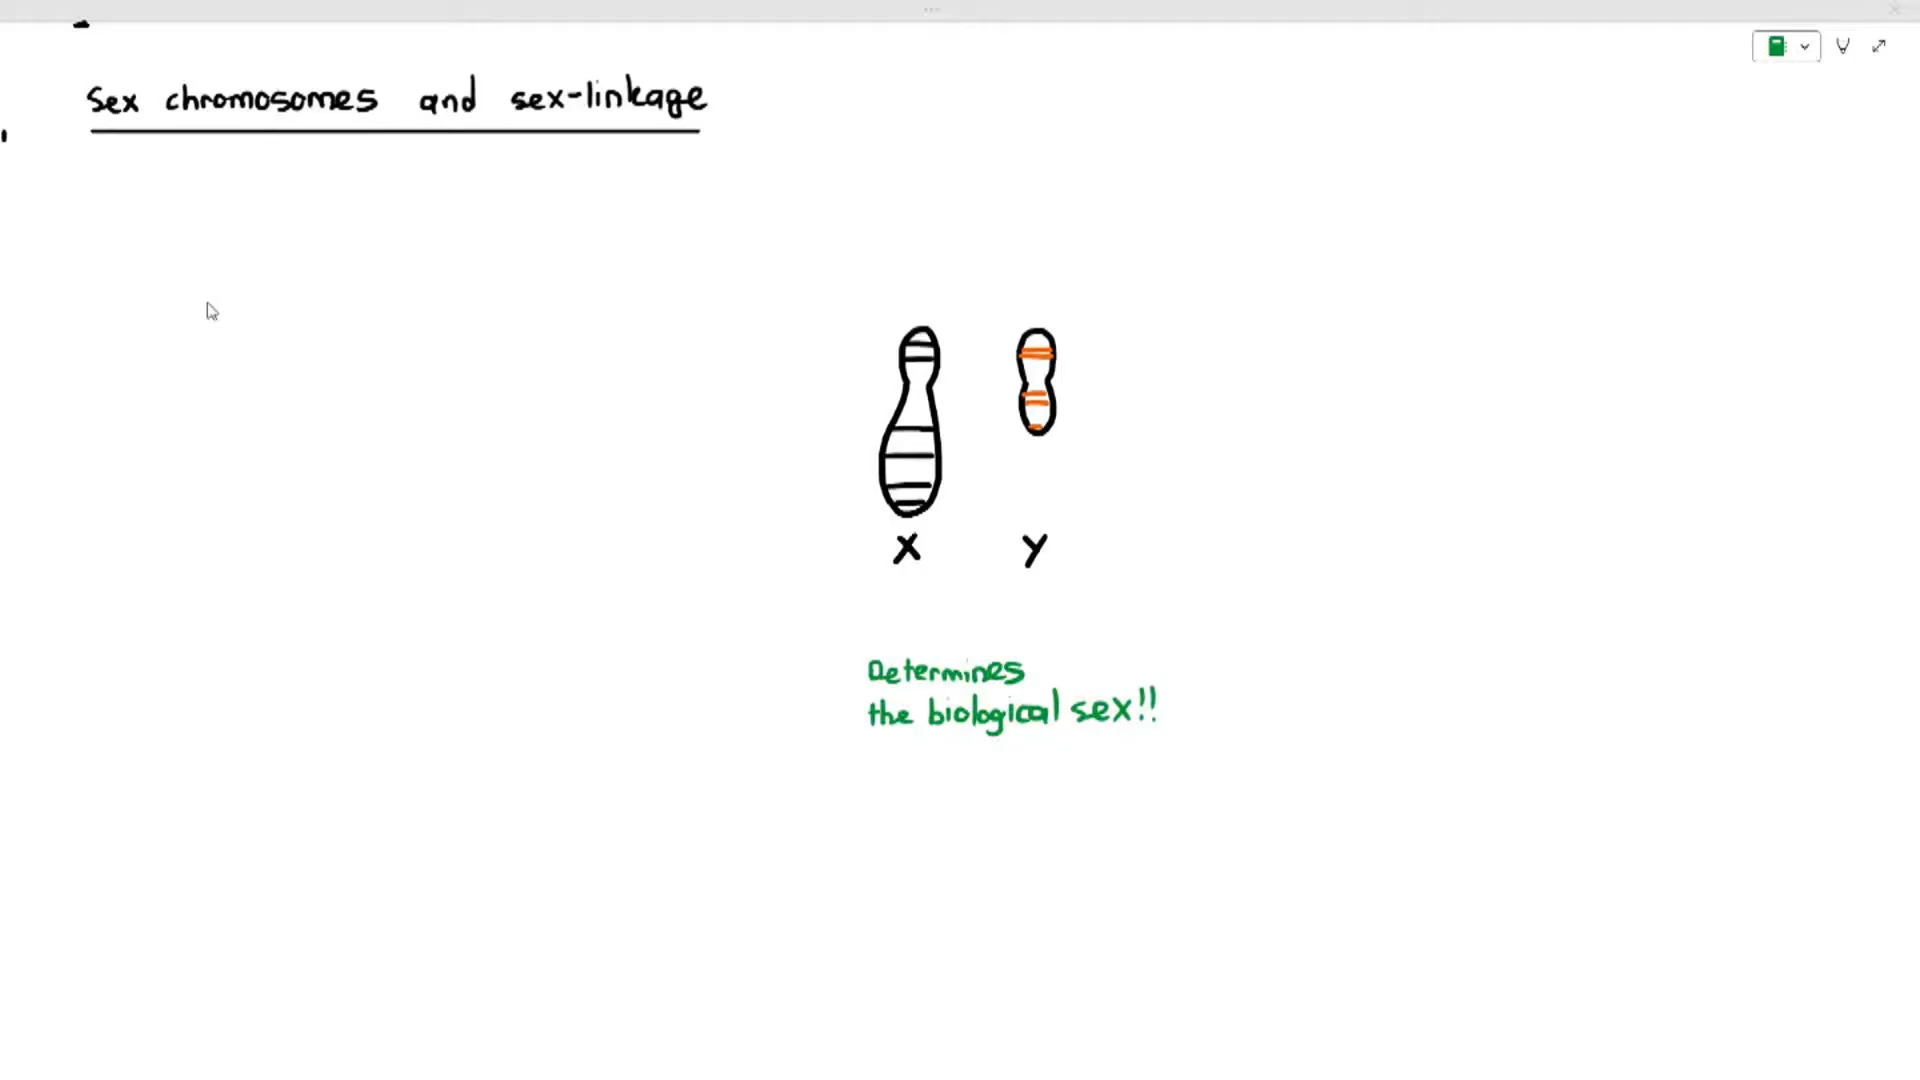 Sex chromosomes and sex-linkage
X Y
Determines
the biological sex!!